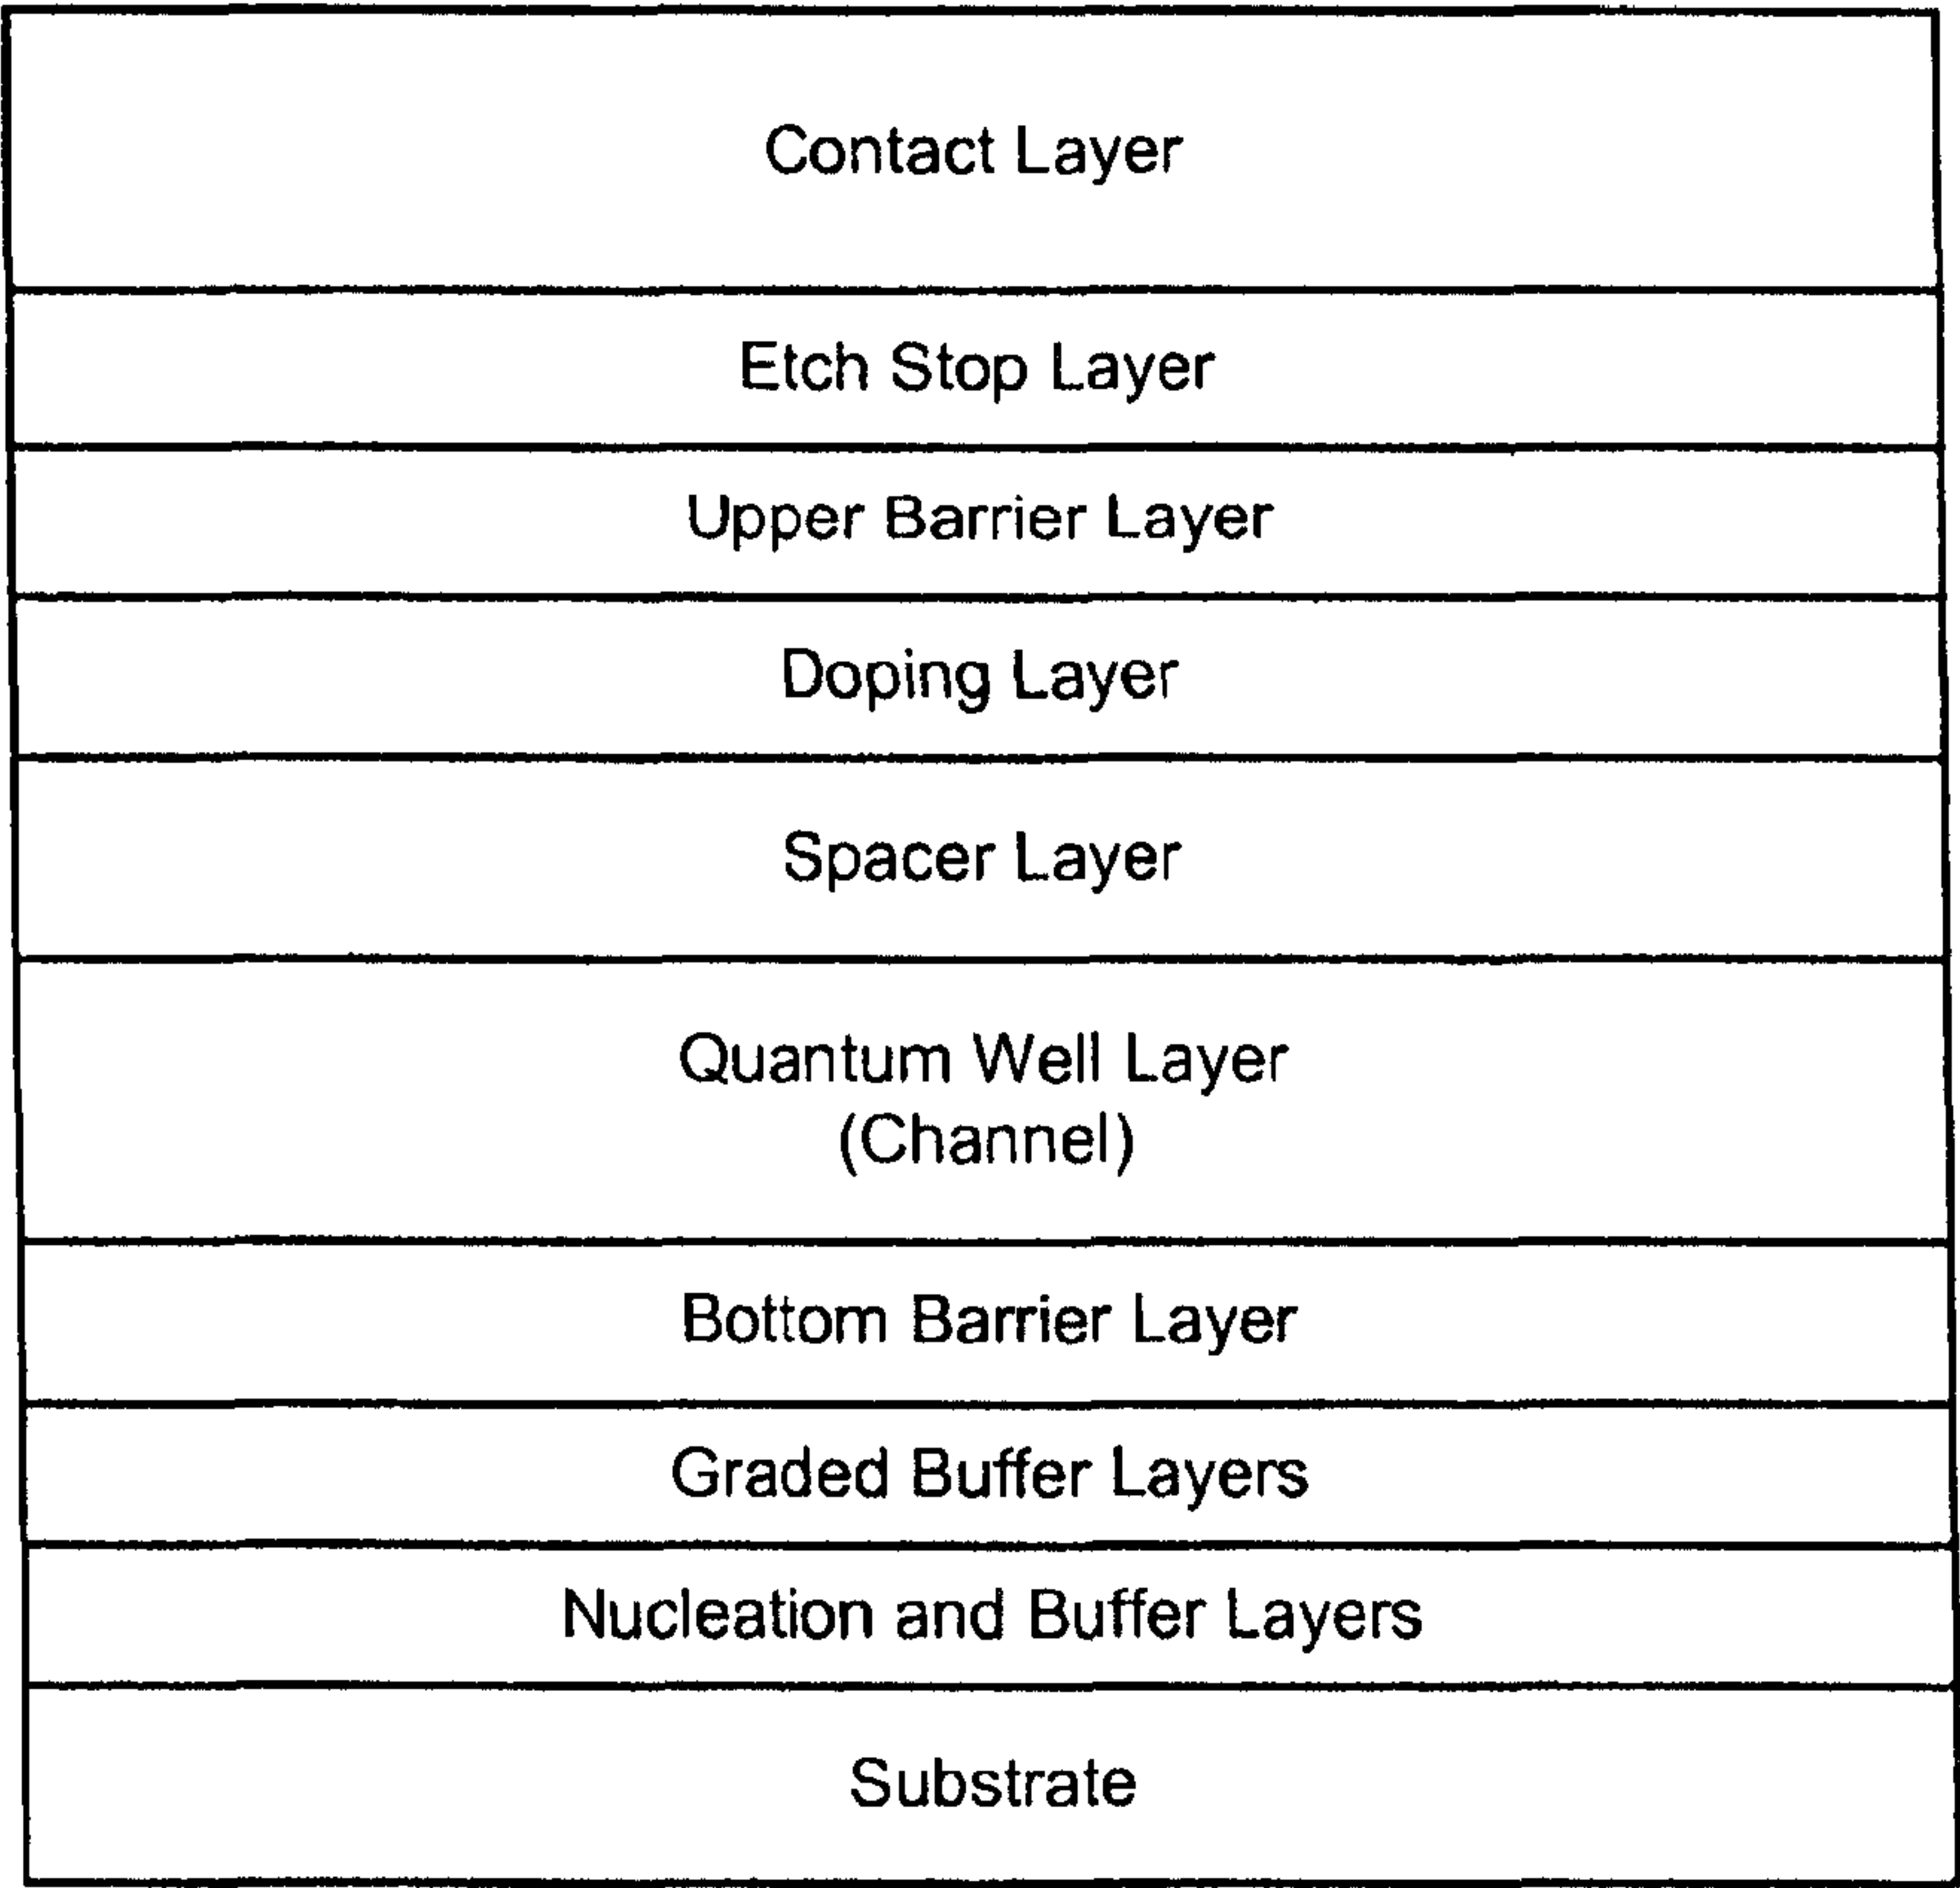 Contact Layer
Etch Stop Layer
Upper Barrier Layer
Doping Layer
Spacer Layer
Quantum Well Layer
(Channel)
Bottom Barrier Layer
Graded Buffer Layers
Nucleation and Buffer Layers
Substrate